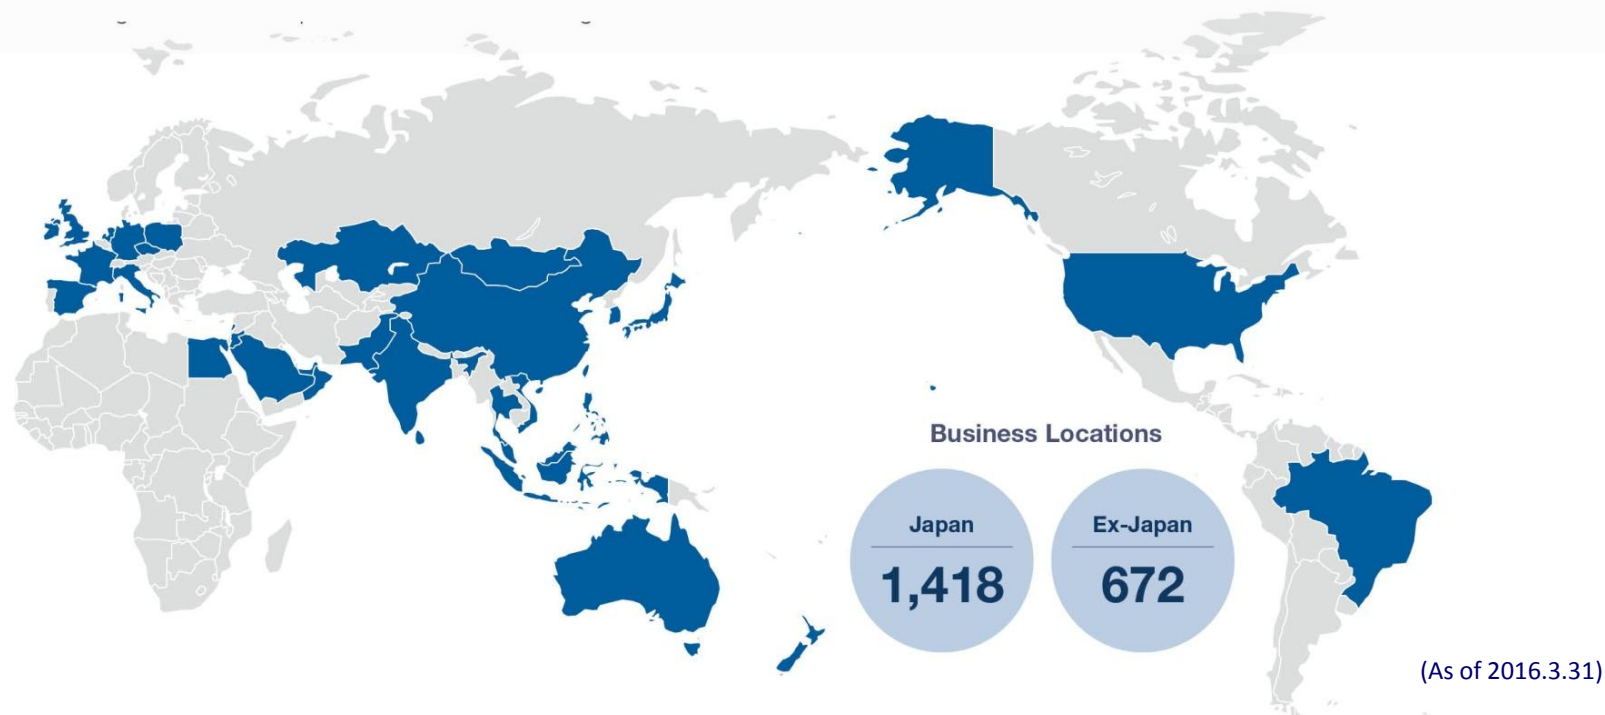 Business Locations
Japan
1,418
Ex-Japan
672
(As of 2016.3.31)